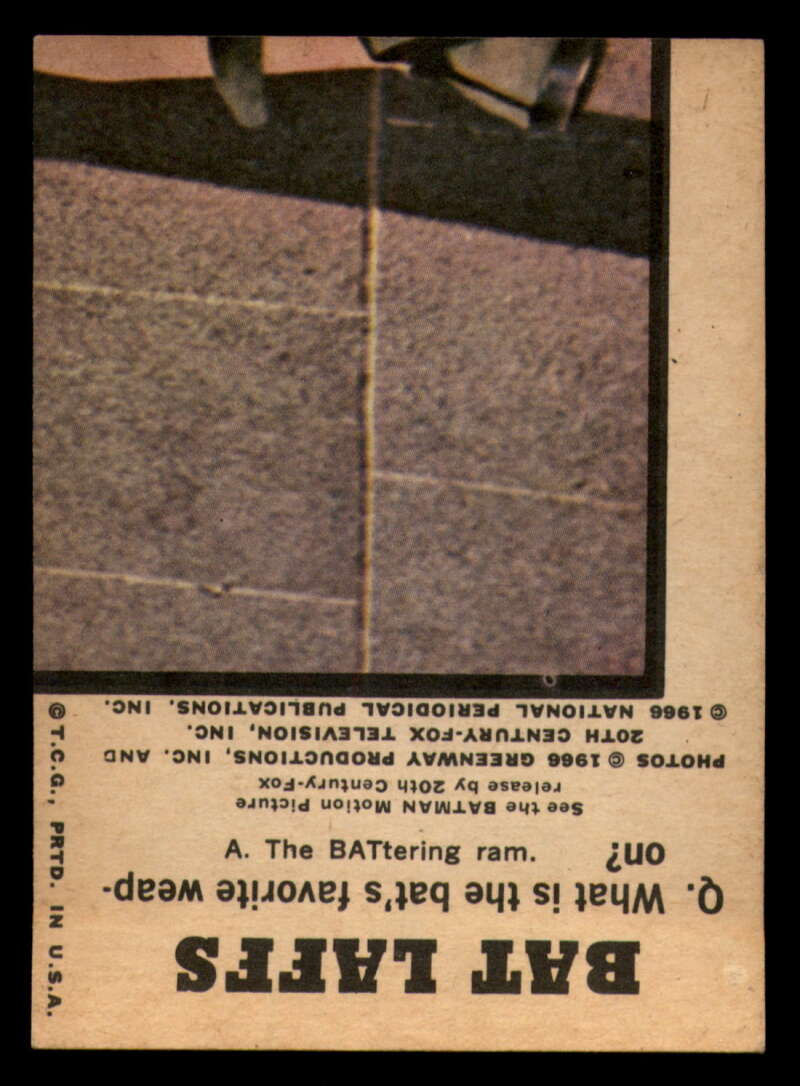 BAT LAFFS
Q. What is the bat's favorite weap-
on?
A. The BATtering ram.
See the BATMAN Motion Picture
release by 20th Century-Fox
PHOTOS © 1966 GREENWAY PRODUCTIONS, INC. AND
20TH CENTURY-FOX TELEVISION, INC.
© 1966 NATIONAL PERIODICAL PUBLICATIONS, INC.
© T.C.G., PRTD. IN U.S.A.